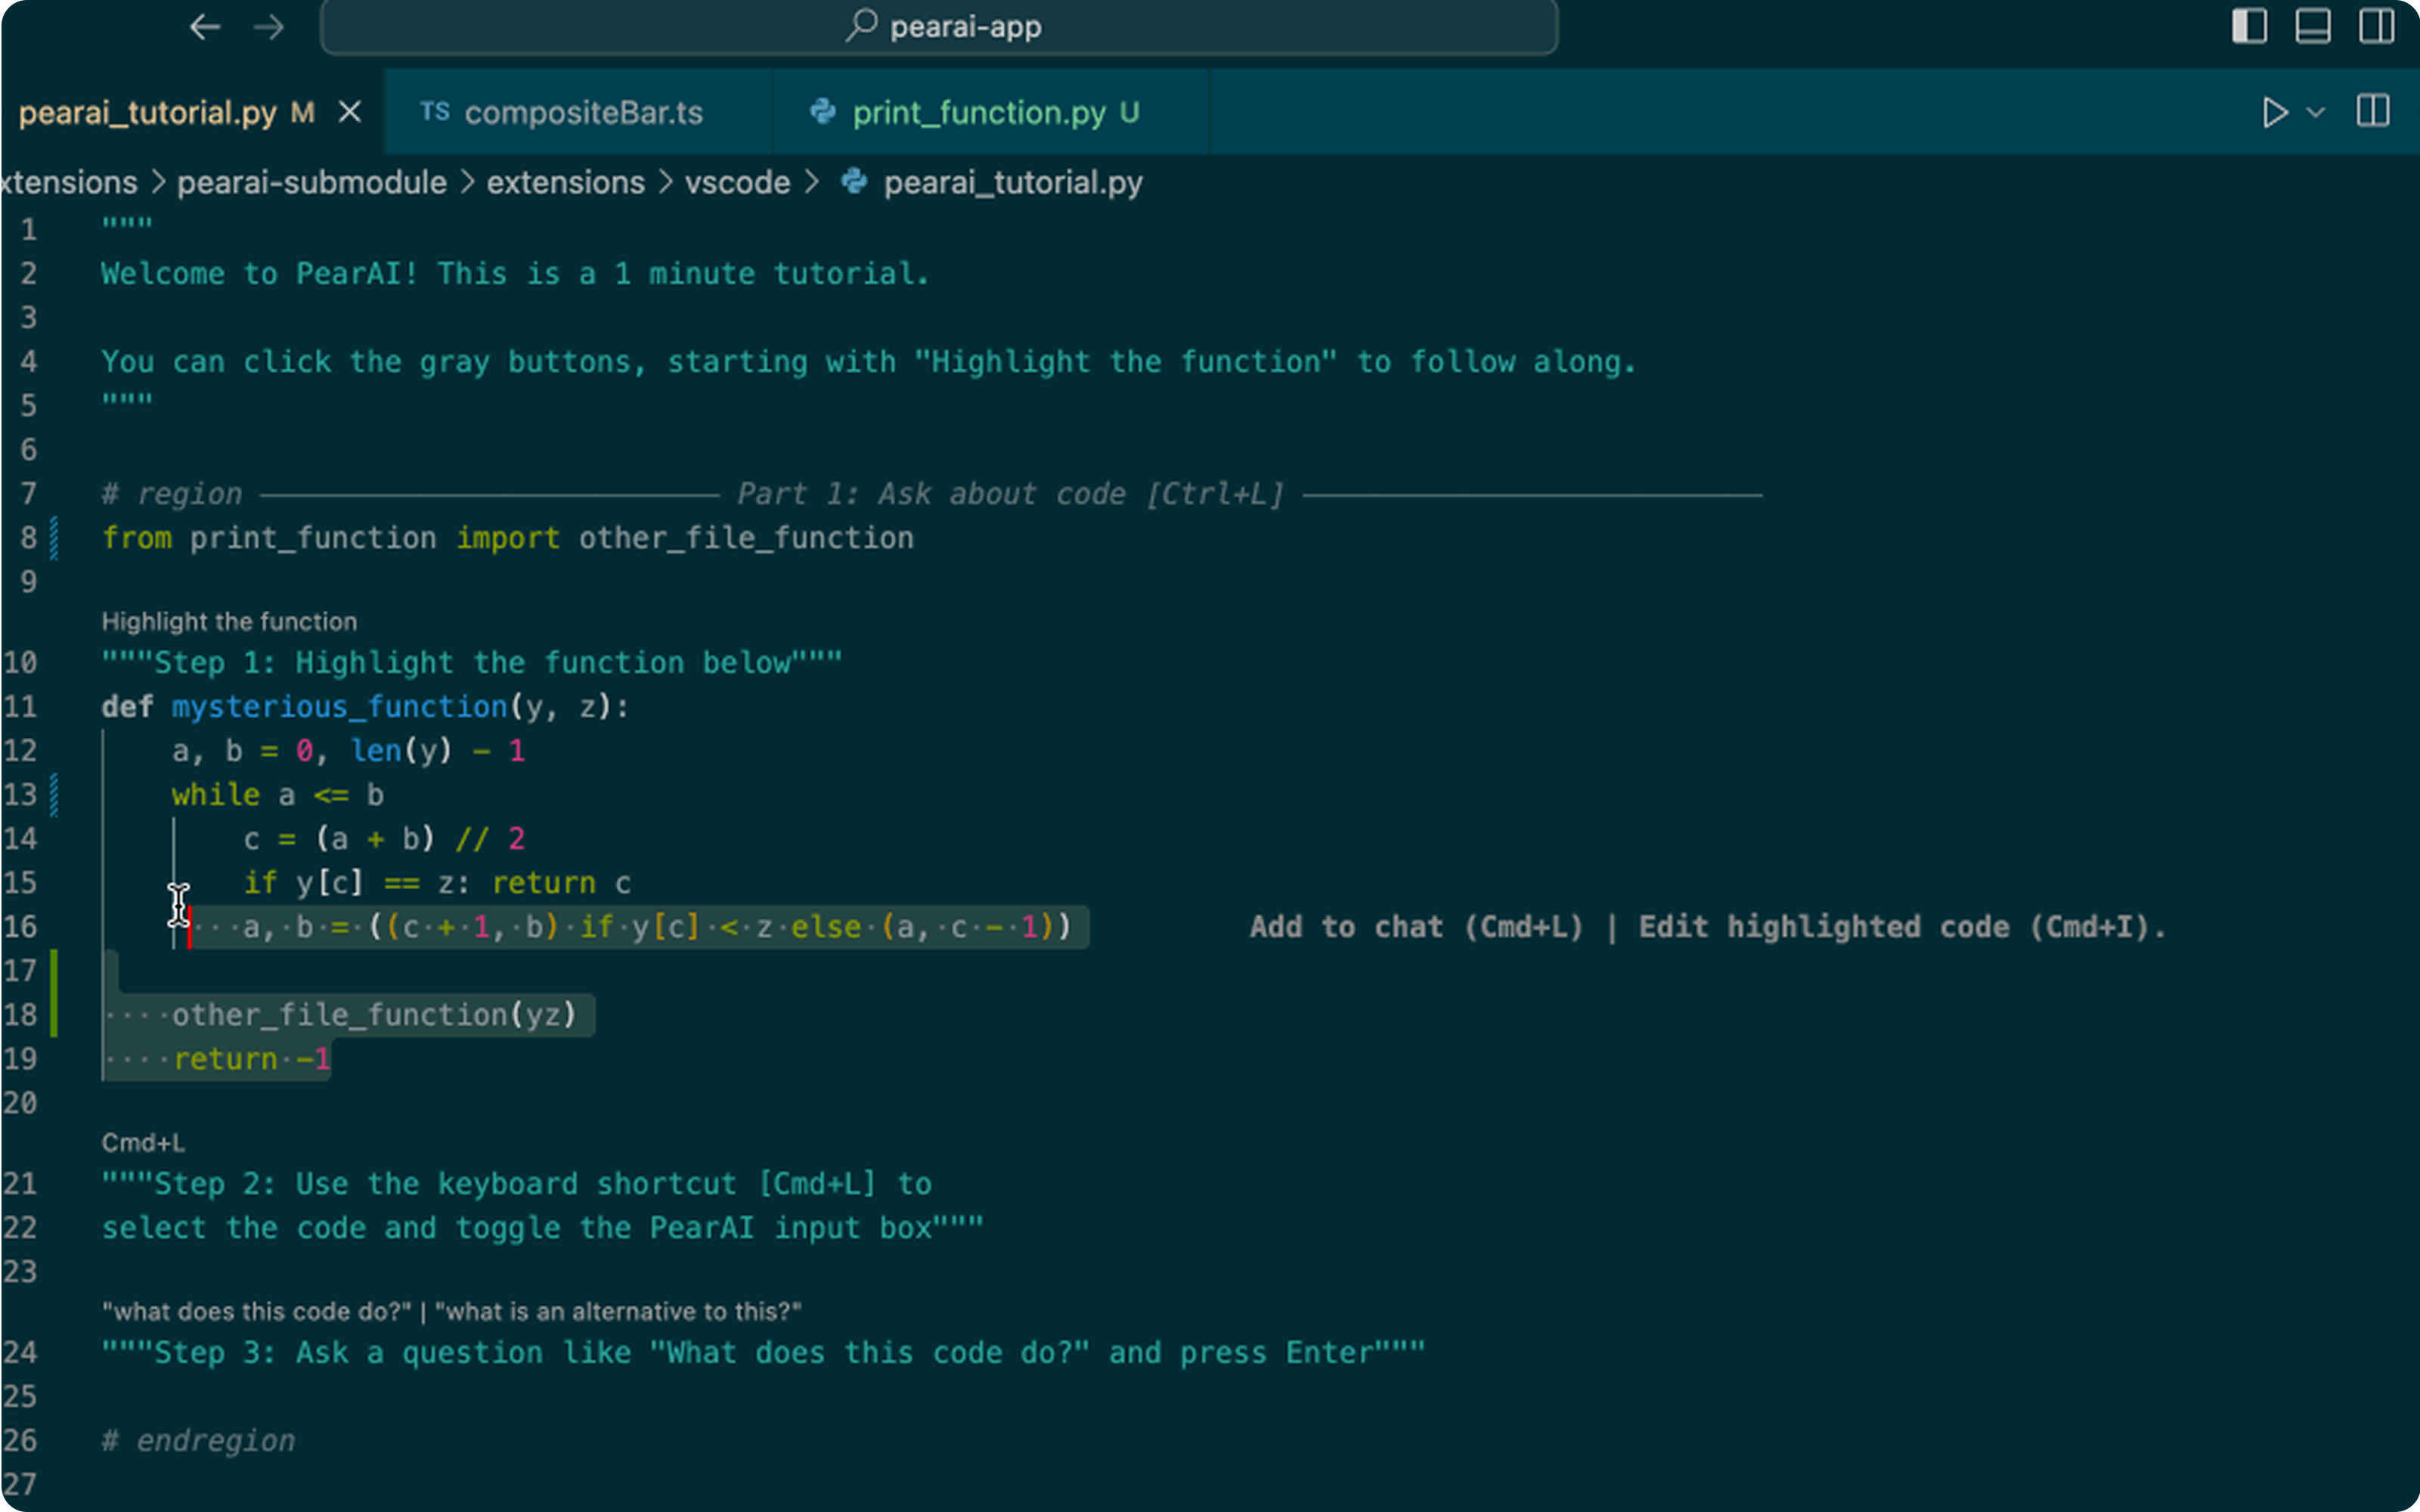 pearai-app
pearai_tutorial.py M
TS compositeBar.ts
print_function.py U
xtensions > pearai-submodule > extensions > vscode > pearai_tutorial.py
1 """
2 Welcome to PearAI! This is a 1 minute tutorial.
3
4 You can click the gray buttons, starting with "Highlight the function" to follow along.
5 """
6
7 # region ────────────────────────── Part 1: Ask about code [Ctrl+L] ──────────────────────────
8 from print_function import other_file_function
9
Highlight the function
10 """Step 1: Highlight the function below"""
11 def mysterious_function(y, z):
12     a, b = 0, len(y) - 1
13     while a <= b
14         c = (a + b) // 2
15         if y[c] == z: return c
16 ···a,·b·=·((c·+·1,·b)·if·y[c]·<·z·else·(a,·c·-·1)) Add to chat (Cmd+L) | Edit highlighted code (Cmd+I).
17
18 ····other_file_function(yz)
19 ····return·-1
20
Cmd+L
21 """Step 2: Use the keyboard shortcut [Cmd+L] to
22 select the code and toggle the PearAI input box"""
23
"what does this code do?" | "what is an alternative to this?"
24 """Step 3: Ask a question like "What does this code do?" and press Enter"""
25
26 # endregion
27